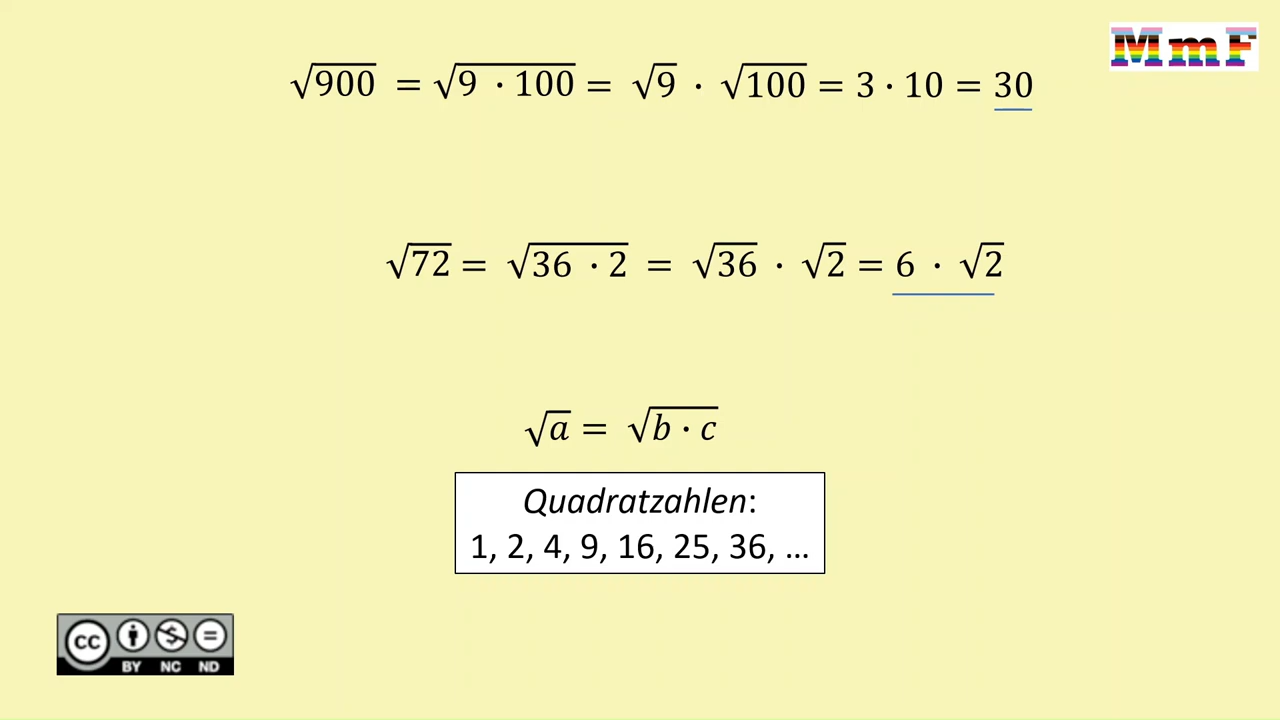 MmF
√900 = √9 · 100 = √9 · √100 = 3 · 10 = 30
√72 = √36 · 2 = √36 · √2 = 6 · √2
√a = √b · c
Quadratzahlen:
1, 2, 4, 9, 16, 25, 36, ...
CC BY NC ND